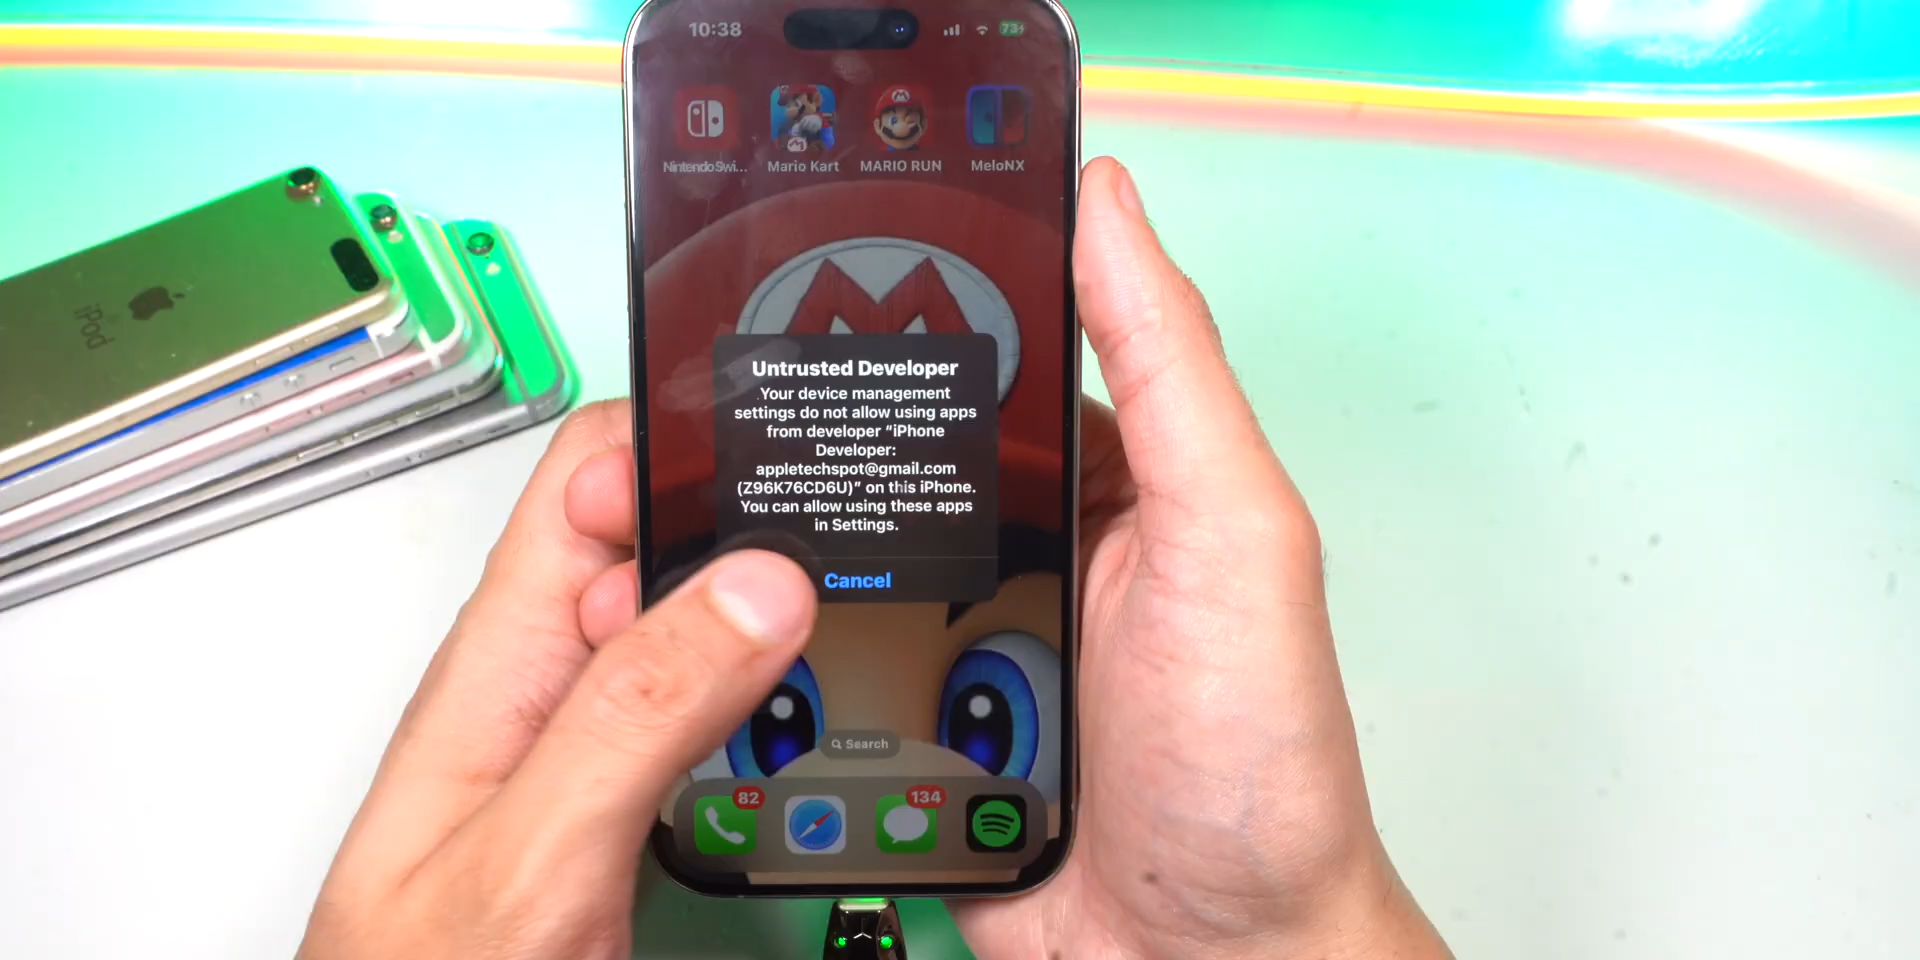 10:38
73
Nintendo Swi...
Mario Kart
MARIO RUN
MeloNX
iPod
Untrusted Developer
Your device management
settings do not allow using apps
from developer “iPhone
Developer:
appletechspot@gmail.com
(Z96K76CD6U)” on this iPhone.
You can allow using these apps
in Settings.
Cancel
Search
82
134